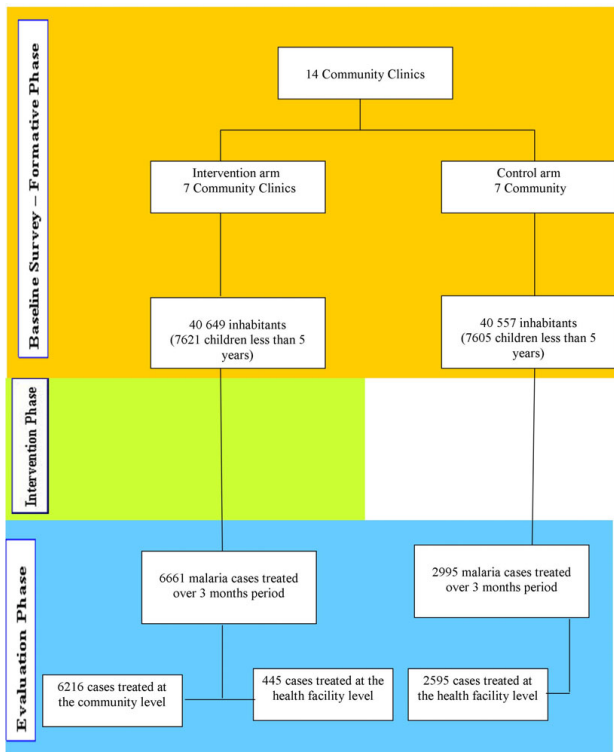 Baseline Survey – Formative Phase
14 Community Clinics
Intervention arm
7 Community Clinics
Control arm
7 Community
40 649 inhabitants
(7621 children less than 5
years)
40 557 inhabitants
(7605 children less than 5
years)
Intervention Phase
Evaluation Phase
6661 malaria cases treated
over 3 months period
2995 malaria cases treated
over 3 months period
6216 cases treated at
the community level
445 cases treated at the
health facility level
2595 cases treated at
the health facility level